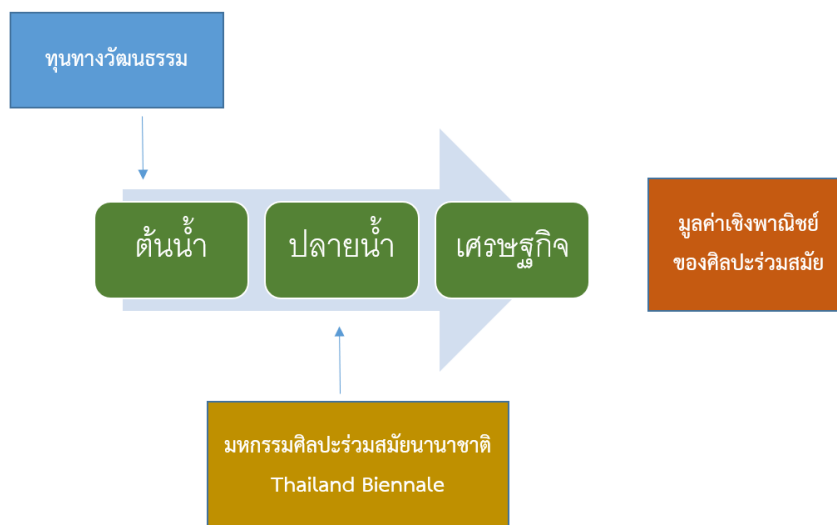 ทุนทางวัฒนธรรม
ต้นน้ำ
ปลายน้ำ
เศรษฐกิจ
มูลค่าเชิงพาณิชย์
ของศิลปะร่วมสมัย
มหกรรมศิลปะร่วมสมัยนานาชาติ
Thailand Biennale